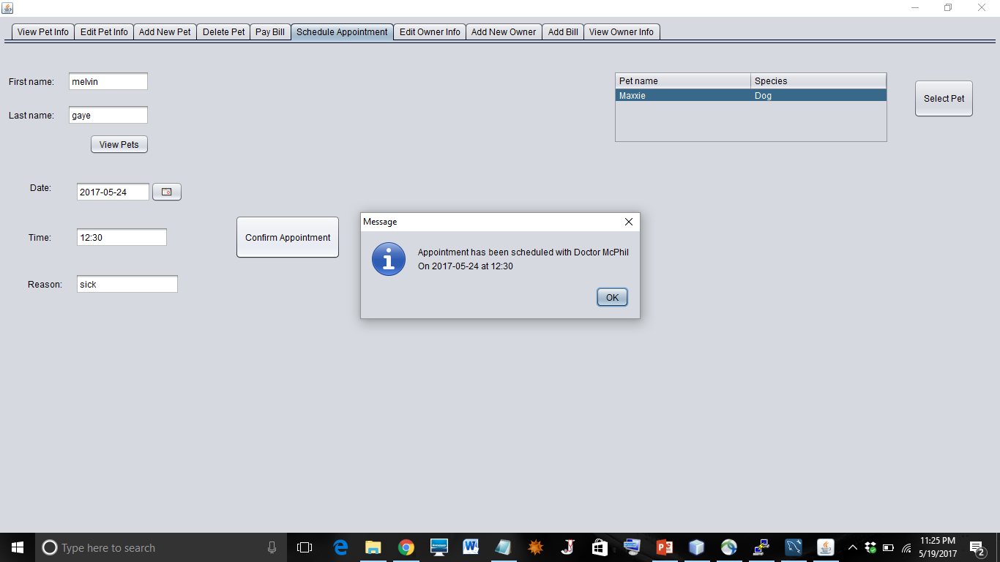 View Pet Info Edit Pet Info Add New Pet Delete Pet Pay Bill Schedule Appointment Edit Owner Info Add New Owner Add Bill View Owner Info
First name: melvin
Last name: gaye
View Pets
Pet name Species
Maxxie Dog
Select Pet
Date: 2017-05-24
Time: 12:30
Confirm Appointment
Reason: sick
Message
Appointment has been scheduled with Doctor McPhil
On 2017-05-24 at 12:30
OK
Type here to search
11:25 PM
5/19/2017
2